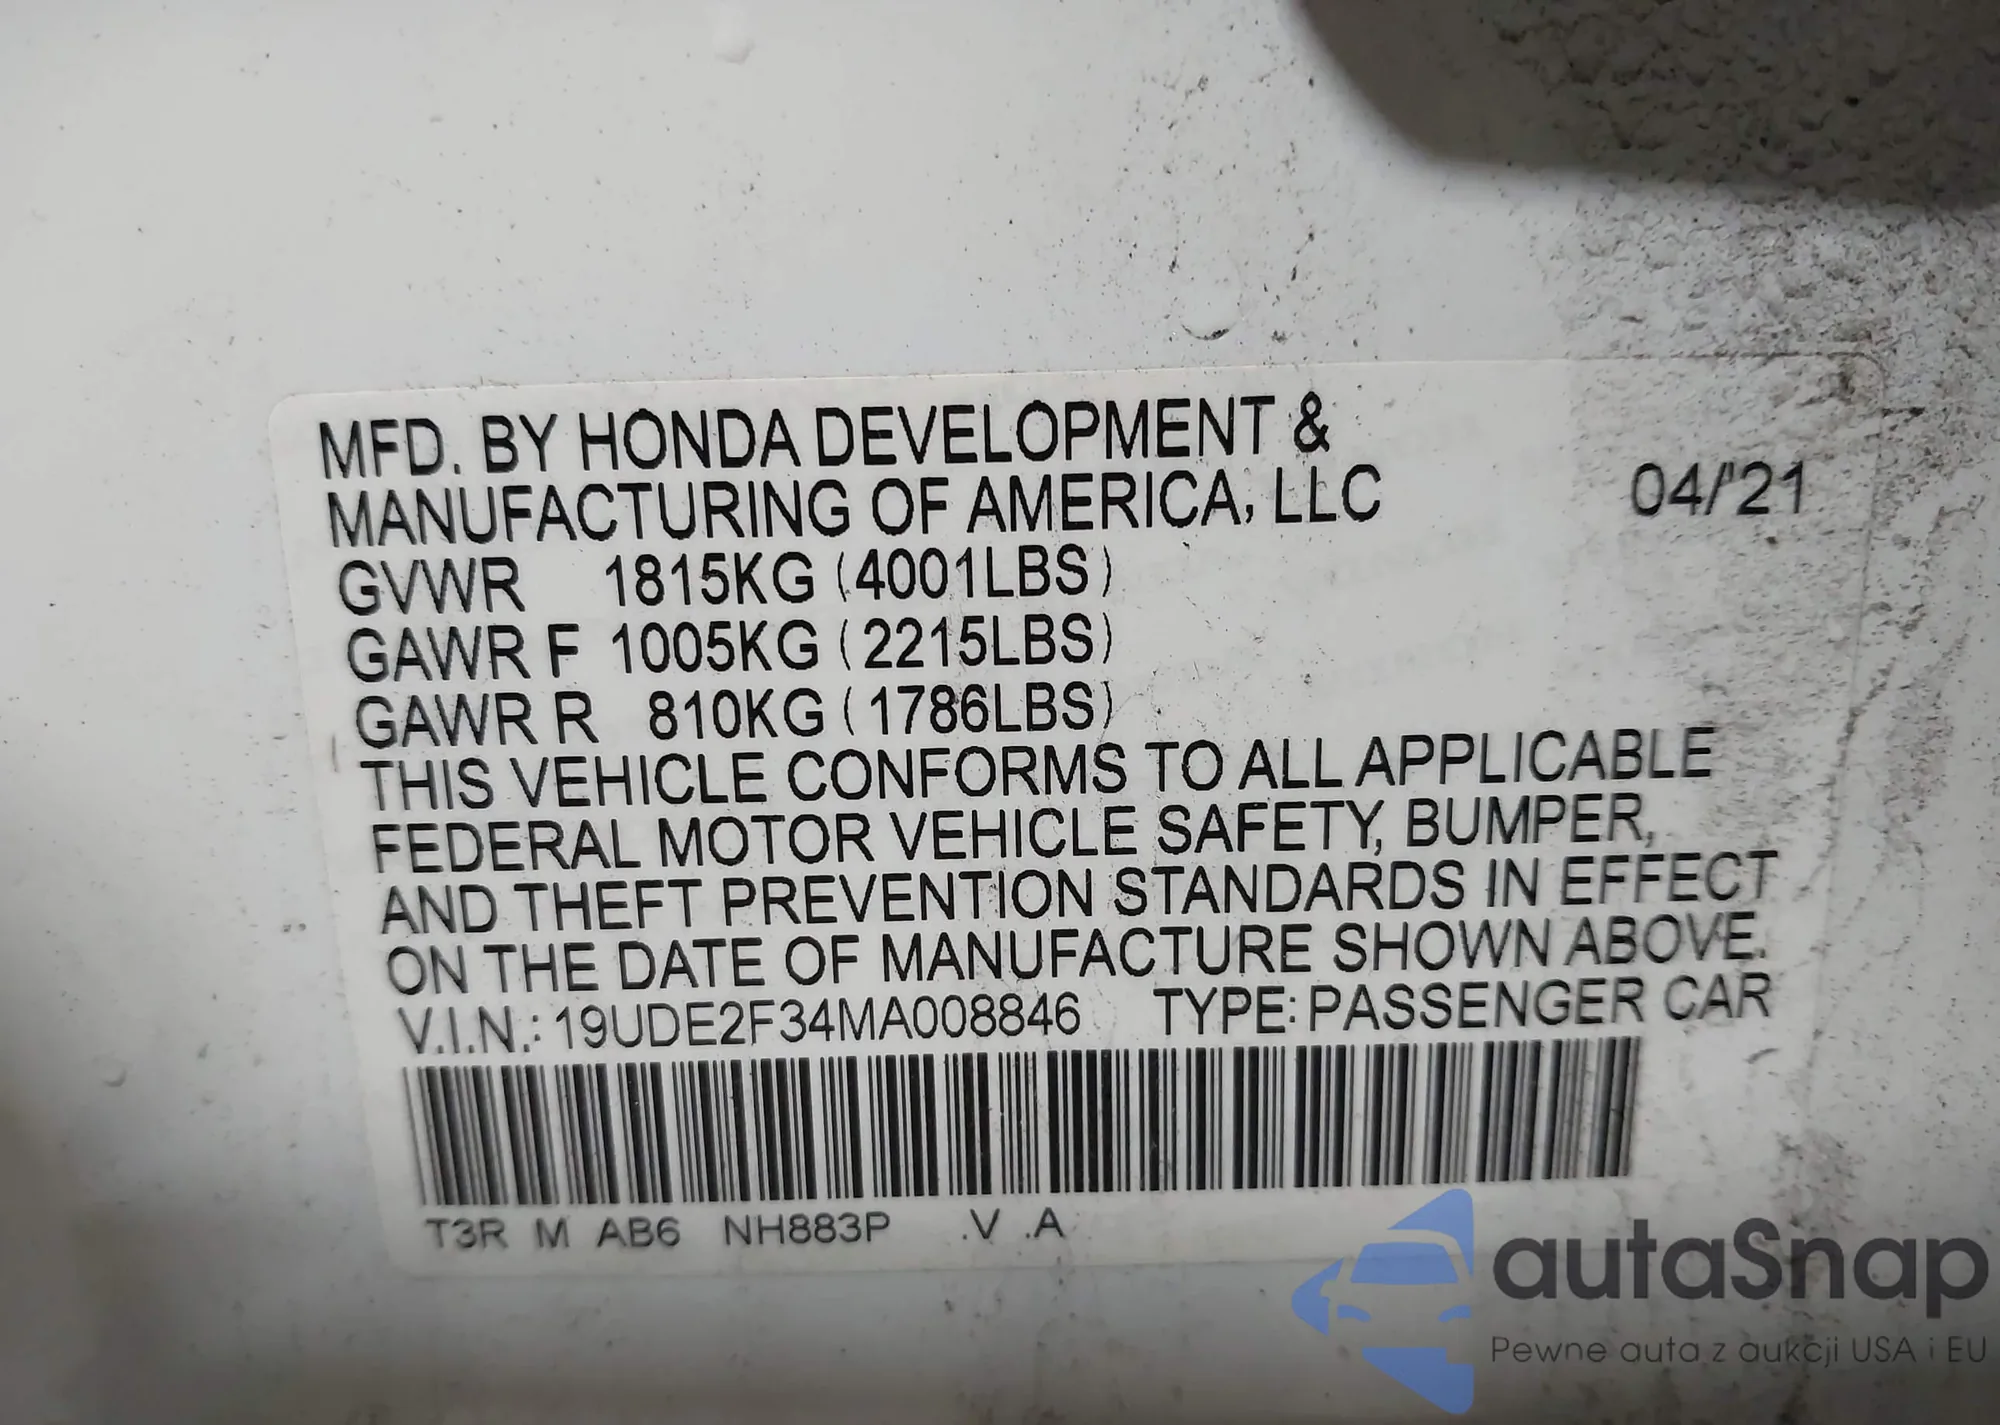 MFD. BY HONDA DEVELOPMENT &
MANUFACTURING OF AMERICA, LLC 04/'21
GVWR 1815KG (4001LBS)
GAWR F 1005KG (2215LBS)
GAWR R 810KG (1786LBS)
THIS VEHICLE CONFORMS TO ALL APPLICABLE
FEDERAL MOTOR VEHICLE SAFETY, BUMPER,
AND THEFT PREVENTION STANDARDS IN EFFECT
ON THE DATE OF MANUFACTURE SHOWN ABOVE.
V.I.N.: 19UDE2F34MA008846 TYPE: PASSENGER CAR
T3R M AB6 NH883P .V .A
autaSnap
Pewne auta z aukcji USA i EU